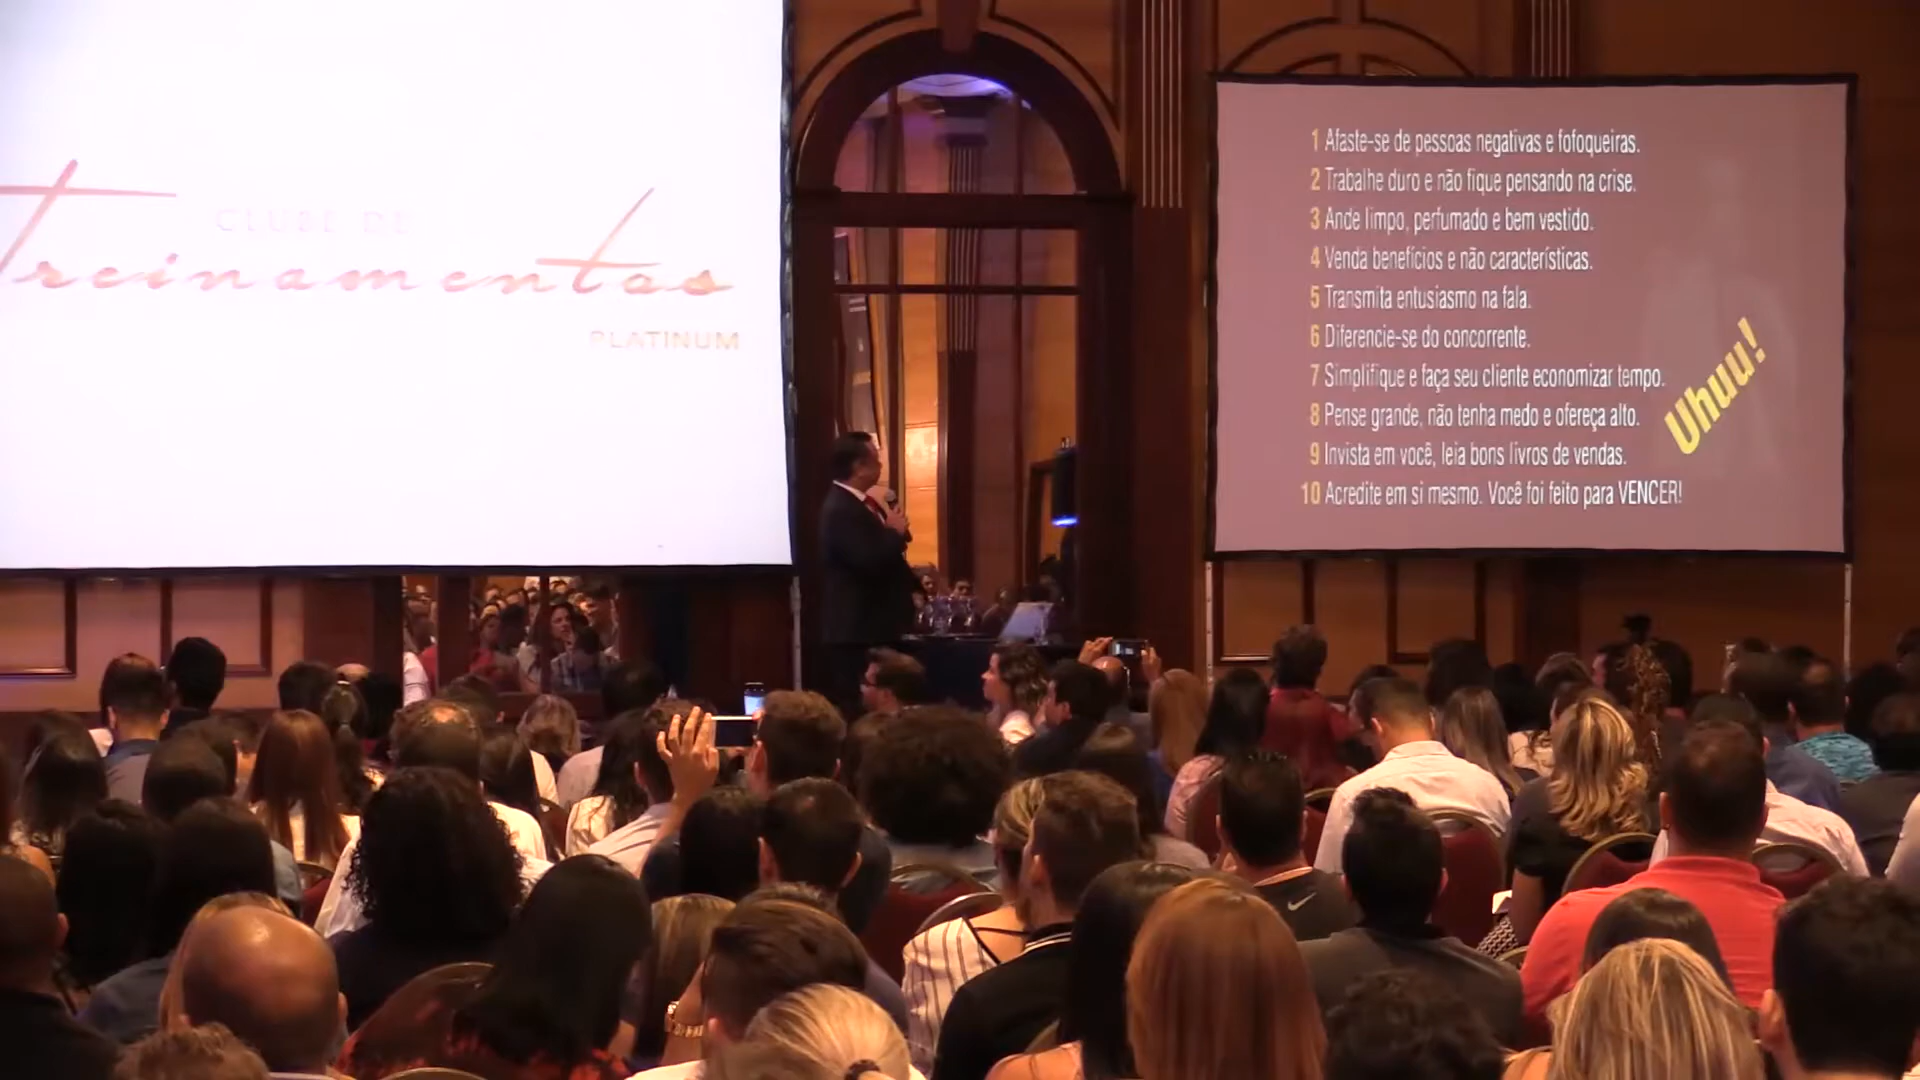 CLUBE DE
Treinamentos
PLATINUM
1 Afaste-se de pessoas negativas e fofoqueiras.
2 Trabalhe duro e não fique pensando na crise.
3 Ande limpo, perfumado e bem vestido.
4 Venda benefícios e não características.
5 Transmita entusiasmo na fala.
6 Diferencie-se do concorrente.
7 Simplifique e faça seu cliente economizar tempo.
8 Pense grande, não tenha medo e ofereça alto.
9 Invista em você, leia bons livros de vendas.
10 Acredite em si mesmo. Você foi feito para VENCER!
Uhuu!